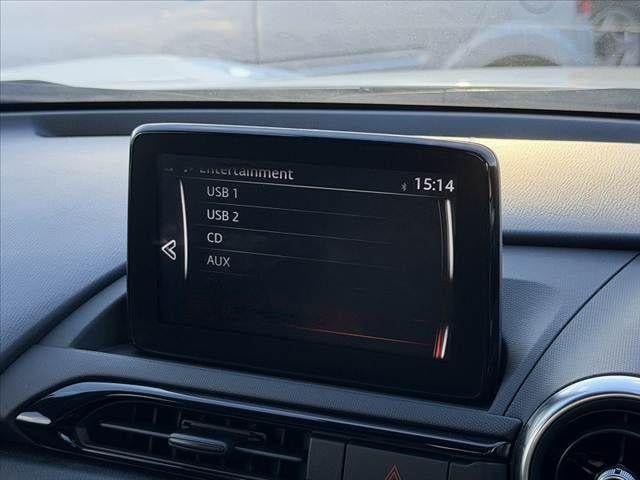 Entertainment
15:14
USB 1
USB 2
CD
AUX